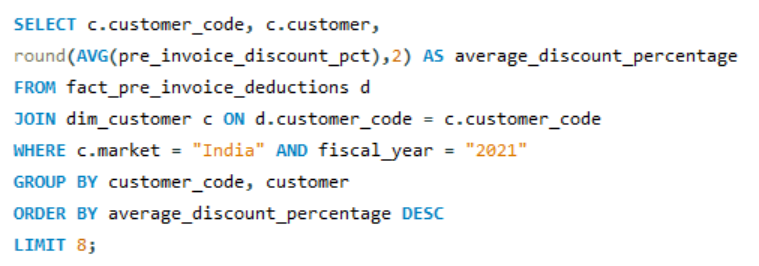 SELECT c.customer_code, c.customer,
round(AVG(pre_invoice_discount_pct),2) AS average_discount_percentage
FROM fact_pre_invoice_deductions d
JOIN dim_customer c ON d.customer_code = c.customer_code
WHERE c.market = "India" AND fiscal_year = "2021"
GROUP BY customer_code, customer
ORDER BY average_discount_percentage DESC
LIMIT 8;